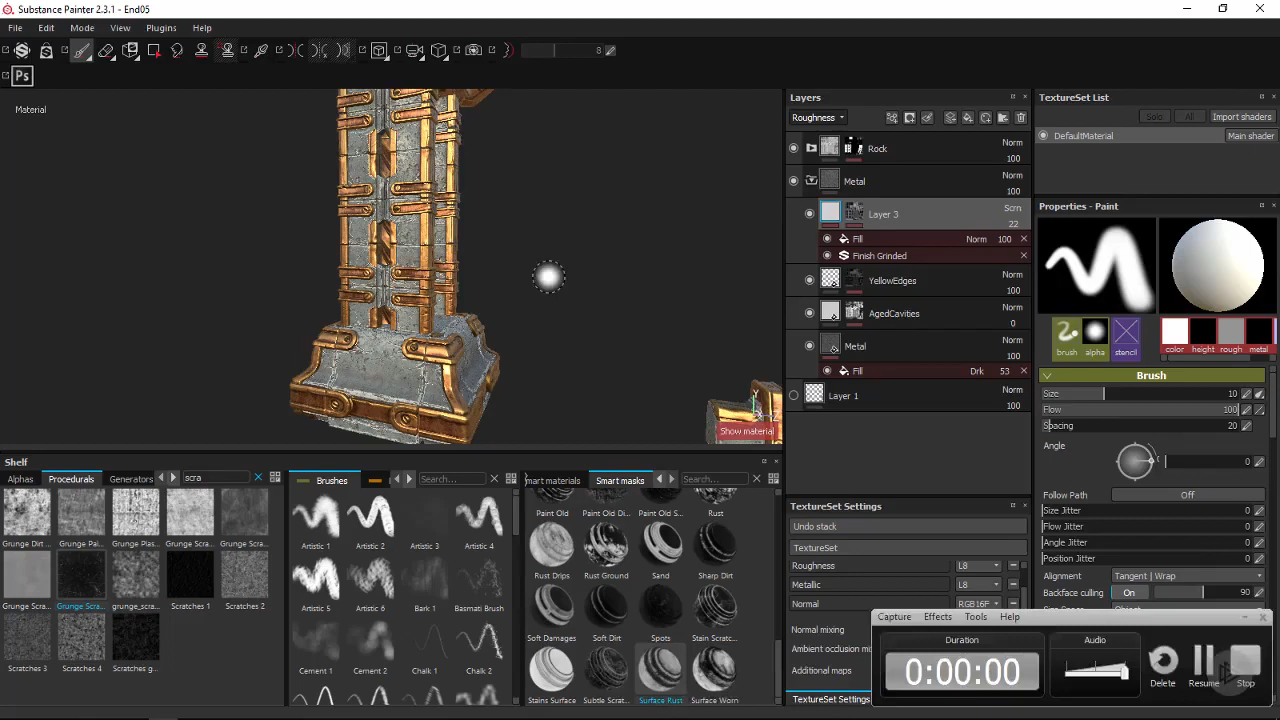 Substance Painter 2.3.1 - End05
File Edit Mode View Plugins Help
8
Ps
Material
Show material
Layers
Roughness
Rock Norm 100
Metal Norm 100
Layer 3 Scrn 22
Fill Norm 100
Finish Grinded
YellowEdges Norm 100
AgedCavities Norm 0
Metal Norm 100
Fill Drk 53
Layer 1 Norm 100
TextureSet Settings
Undo stack
TextureSet
Roughness L8
Metallic L8
Normal RGB16F
Normal mixing
Ambient occlusion mi
Additional maps
TextureSet Settings
TextureSet List
Solo All Import shaders
DefaultMaterial Main shader
Properties - Paint
brush alpha stencil color height rough metal
Brush
Size 10
Flow 100
Spacing 20
Angle 0
Follow Path Off
Size Jitter 0
Flow Jitter 0
Angle Jitter 0
Position Jitter 0
Alignment Tangent | Wrap
Backface culling On 90
Capture Effects Tools Help
Duration Audio
0:00:00
Delete Resume Stop
Shelf
Alphas Procedurals Generators scra
Grunge Dirt ... Grunge Pai... Grunge Plas... Grunge Scra... Grunge Scra...
Grunge Scra... Grunge Scra... grunge_scra... Scratches 1 Scratches 2
Scratches 3 Scratches 4 Scratches g...
Brushes Search...
Artistic 1 Artistic 2 Artistic 3 Artistic 4
Artistic 5 Artistic 6 Bark 1 Basmati Brush
Cement 1 Cement 2 Chalk 1 Chalk 2
mart materials Smart masks Search...
Paint Old Paint Old Di... Paint Old S... Rust
Rust Drips Rust Ground Sand Sharp Dirt
Soft Damages Soft Dirt Spots Stain Scratc...
Stains Surface Subtle Scrat... Surface Rust Surface Worn